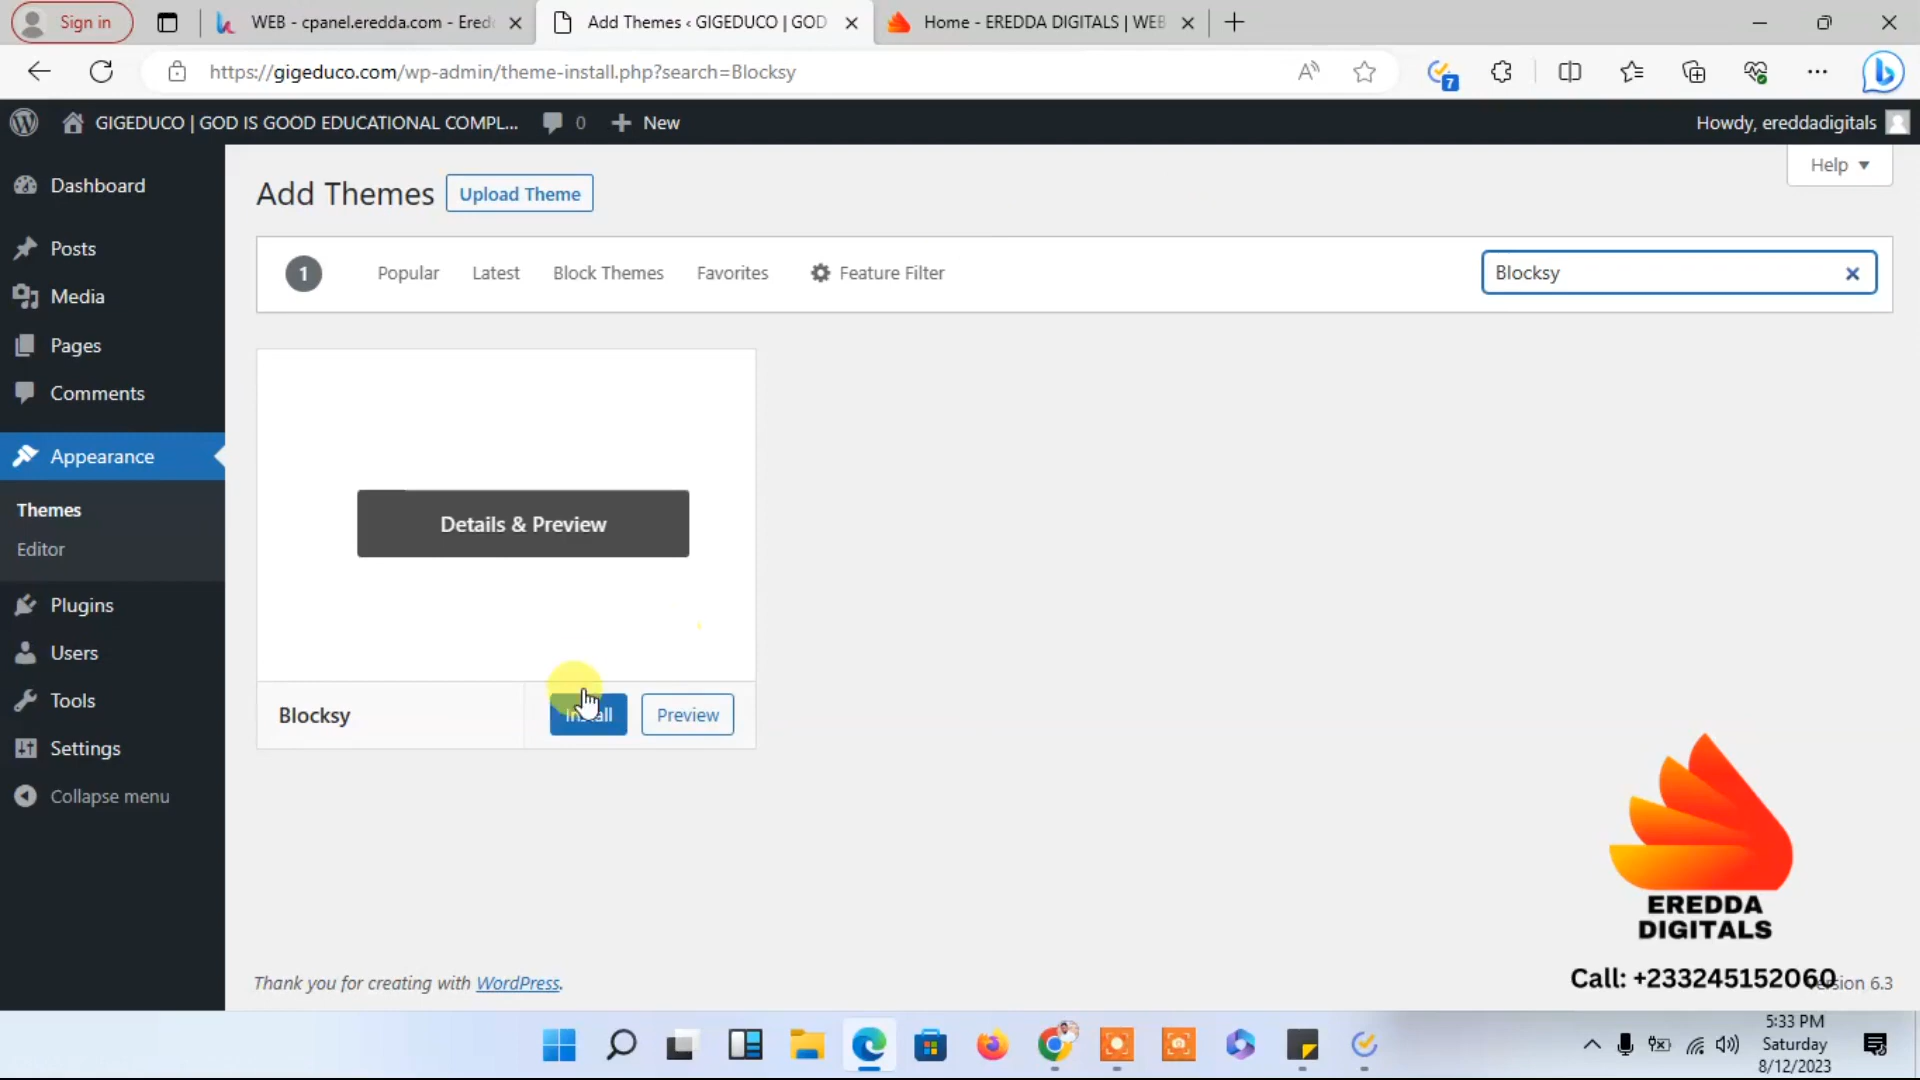 Sign in
WEB - cpanel.eredda.com - Ered
Add Themes ‹ GIGEDUCO | GOD
Home - EREDDA DIGITALS | WEB
https://gigeduco.com/wp-admin/theme-install.php?search=Blocksy
7
GIGEDUCO | GOD IS GOOD EDUCATIONAL COMPL...
0
New
Howdy, ereddadigitals
Help
Dashboard
Posts
Media
Pages
Comments
Appearance
Themes
Editor
Plugins
Users
Tools
Settings
Collapse menu
Add Themes
Upload Theme
1
Popular
Latest
Block Themes
Favorites
Feature Filter
Blocksy
Details & Preview
Blocksy
Install
Preview
EREDDA
DIGITALS
Call: +233245152060
Thank you for creating with WordPress.
6.3
5:33 PM
Saturday
8/12/2023